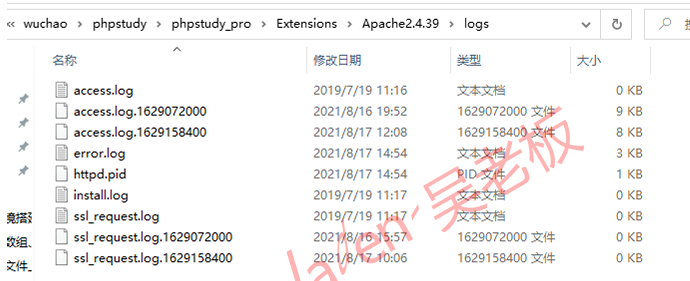 « wuchao > phpstudy > phpstudy_pro > Extensions > Apache2.4.39 > logs
名称 修改日期 类型 大小
access.log 2019/7/19 11:16 文本文档 0 KB
access.log.1629072000 2021/8/16 19:52 1629072000 文件 9 KB
access.log.1629158400 2021/8/17 12:08 1629158400 文件 8 KB
error.log 2021/8/17 14:54 文本文档 3 KB
httpd.pid 2021/8/17 14:54 PID 文件 1 KB
install.log 2019/7/19 11:17 文本文档 0 KB
ssl_request.log 2019/7/19 11:17 文本文档 0 KB
ssl_request.log.1629072000 2021/8/16 15:57 1629072000 文件 0 KB
ssl_request.log.1629158400 2021/8/17 10:06 1629158400 文件 0 KB
文件_
吴老板